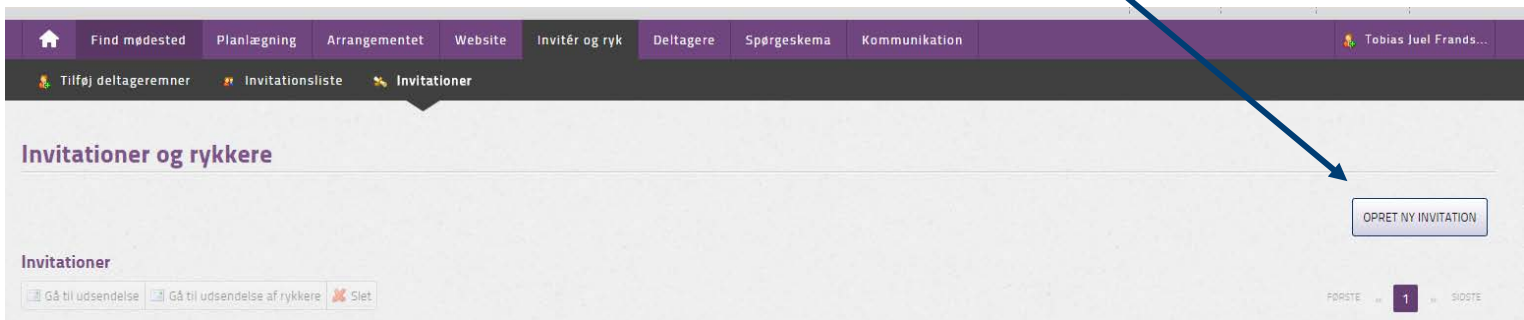 Find mødested Planlægning Arrangementet Website Invitér og ryk Deltagere Spørgeskema Kommunikation Tobias Juel Frands...
Tilføj deltageremner Invitationsliste Invitationer
Invitationer og rykkere
OPRET NY INVITATION
Invitationer
Gå til udsendelse Gå til udsendelse af rykkere Slet
FØRSTE « 1 » SIDSTE